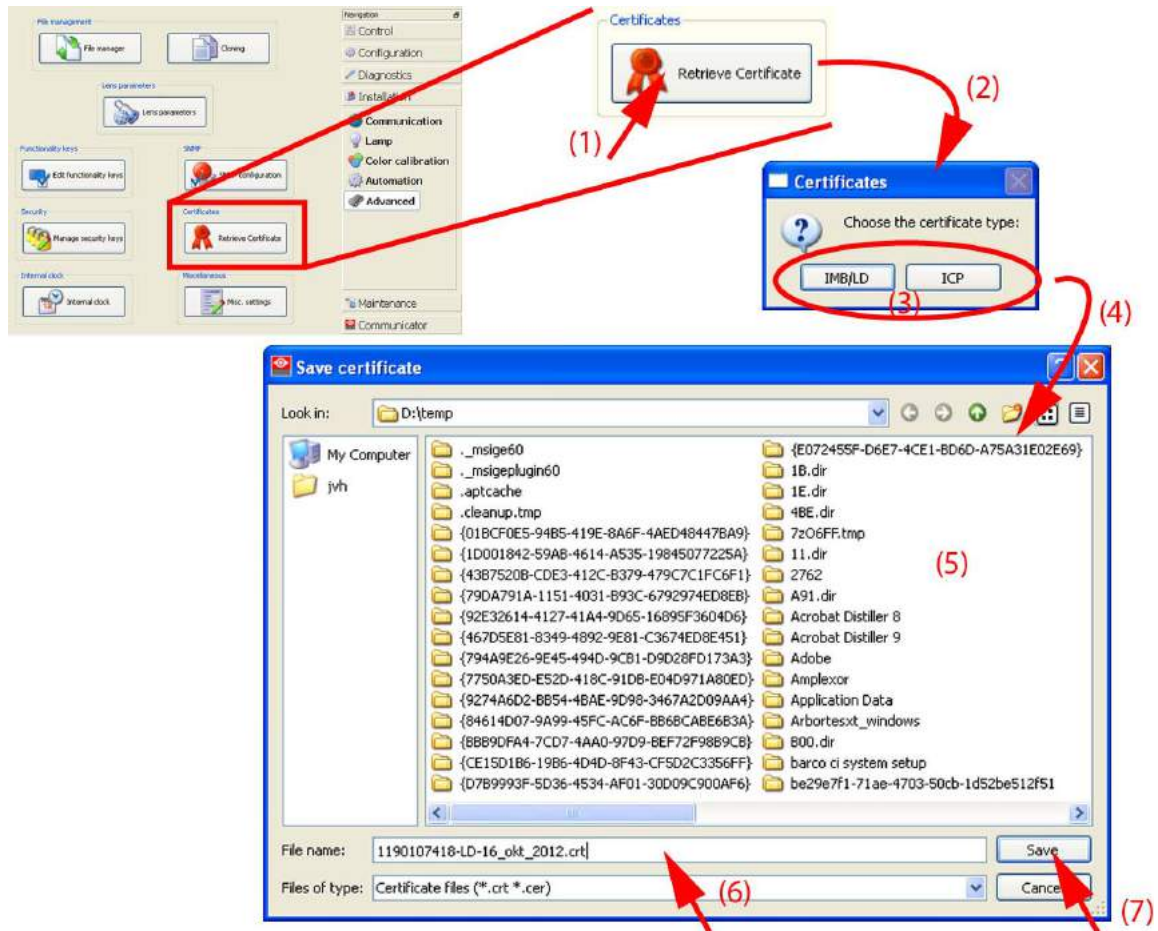 File management
File manager
Cloning
Lens parameters
Lens parameters
Functionality keys
Edit functionality keys
SNMP
SNMP configuration
Security
Manage security keys
Certificates
Retrieve Certificate
Internal clock
Internal clock
Miscellaneous
Misc. settings
Navigation
Control
Configuration
Diagnostics
Installation
Communication
Lamp
Color calibration
Automation
Advanced
Maintenance
Communicator
Certificates
Retrieve Certificate
(1)
(2)
Certificates
Choose the certificate type:
IMB/LD
ICP
(3)
(4)
Save certificate
Look in:
D:\temp
My Computer
jvh
._msige60
._msigeplugin60
.aptcache
.cleanup.tmp
{01BCF0E5-94B5-419E-8A6F-4AED48447BA9}
{1D001842-59AB-4614-A535-19845077225A}
{43B7520B-CDE3-412C-B379-479C7C1FC6F1}
{79DA791A-1151-4031-B93C-6792974ED8EB}
{92E32614-4127-41A4-9D65-16895F3604D6}
{467D5E81-8349-4892-9E81-C3674ED8E451}
{794A9E26-9E45-494D-9CB1-D9D28FD173A3}
{7750A3ED-E52D-418C-91DB-E04D971A80ED}
{9274A6D2-BB54-4BAE-9D98-3467A2D09AA4}
{84614D07-9A99-45FC-AC6F-BB6BCABE6B3A}
{BBB9DFA4-7CD7-4AA0-97D9-BEF72F98B9CB}
{CE15D1B6-19B6-4D4D-8F43-CF5D2C3356FF}
{D7B9993F-5D36-4534-AF01-30D09C900AF6}
{E072455F-D6E7-4CE1-BD6D-A75A31E02E69}
1B.dir
1E.dir
4BE.dir
7zO6FF.tmp
11.dir
2762
A91.dir
Acrobat Distiller 8
Acrobat Distiller 9
Adobe
Amplexor
Application Data
Arbortesxt_windows
B00.dir
barco ci system setup
be29e7f1-71ae-4703-50cb-1d52be512f51
(5)
File name:
1190107418-LD-16_okt_2012.crt
Save
Files of type:
Certificate files (*.crt *.cer)
Cancel
(6)
(7)